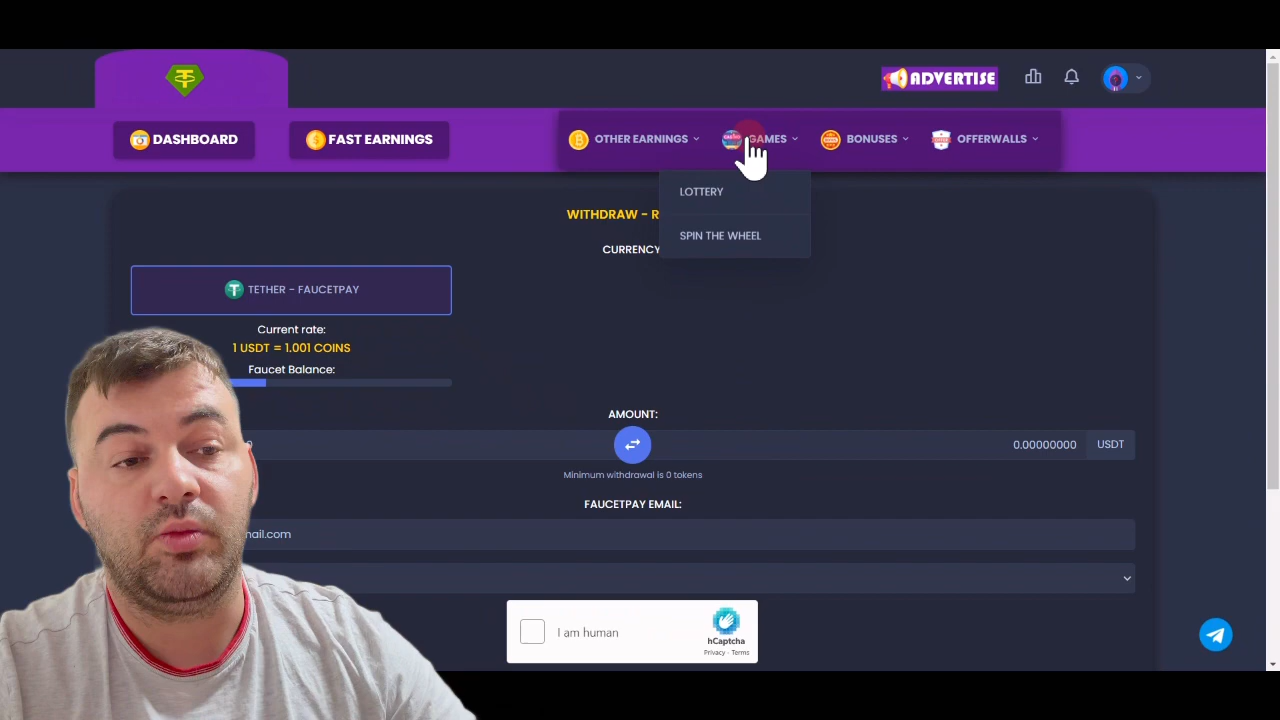 ADVERTISE
DASHBOARD
FAST EARNINGS
OTHER EARNINGS
GAMES
BONUSES
OFFERWALLS
LOTTERY
SPIN THE WHEEL
WITHDRAW - R
CURRENCY
TETHER - FAUCETPAY
Current rate:
1 USDT = 1.001 COINS
Faucet Balance:
AMOUNT:
0.00000000 USDT
Minimum withdrawal is 0 tokens
FAUCETPAY EMAIL:
mail.com
I am human
hCaptcha
Privacy - Terms